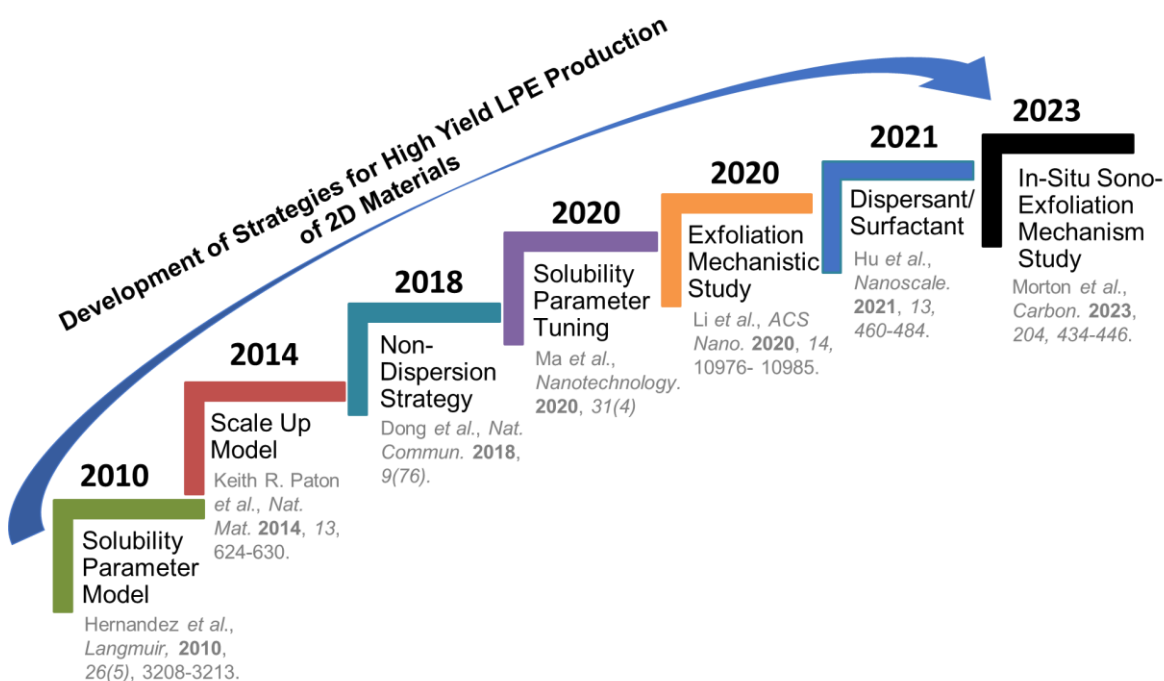 Development of Strategies for High Yield LPE Production
of 2D Materials
2010
Solubility
Parameter
Model
Hernandez et al.,
Langmuir, 2010,
26(5), 3208-3213.
2014
Scale Up
Model
Keith R. Paton
et al., Nat.
Mat. 2014, 13,
624-630.
2018
Non-
Dispersion
Strategy
Dong et al., Nat.
Commun. 2018,
9(76).
2020
Solubility
Parameter
Tuning
Ma et al.,
Nanotechnology.
2020, 31(4)
2020
Exfoliation
Mechanistic
Study
Li et al., ACS
Nano. 2020, 14,
10976- 10985.
2021
Dispersant/
Surfactant
Hu et al.,
Nanoscale.
2021, 13,
460-484.
2023
In-Situ Sono-
Exfoliation
Mechanism
Study
Morton et al.,
Carbon. 2023,
204, 434-446.